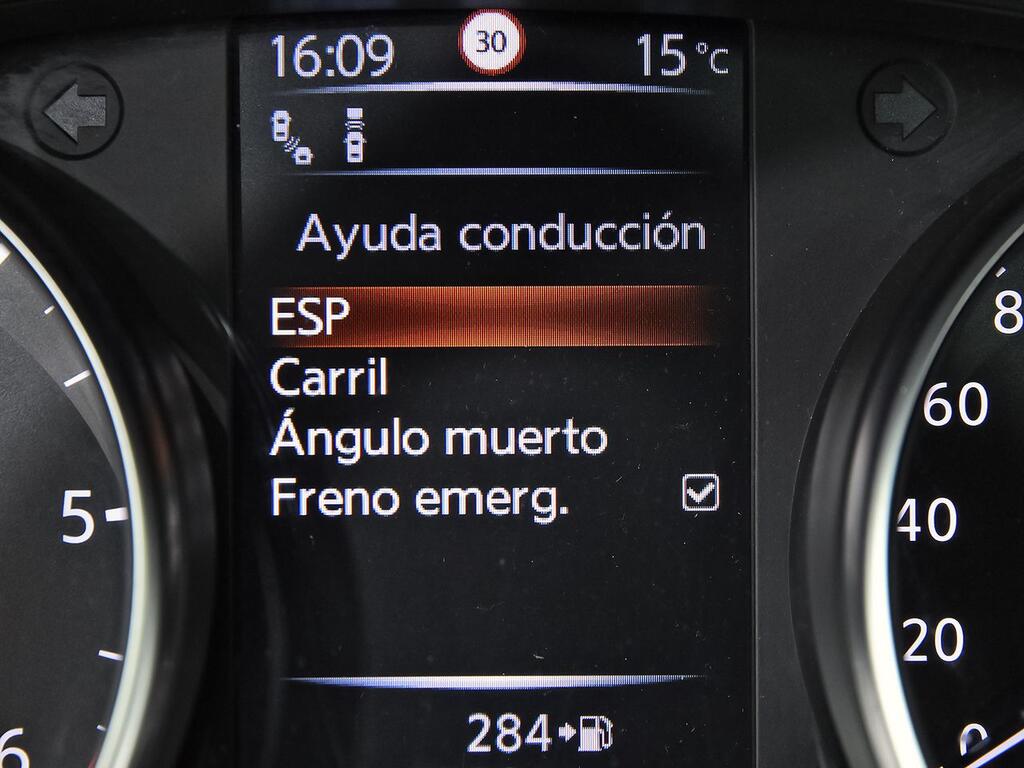 16:09 30 15 °C
Ayuda conducción
ESP
Carril
Ángulo muerto
Freno emerg.
284
5
6
8
60
40
20
0